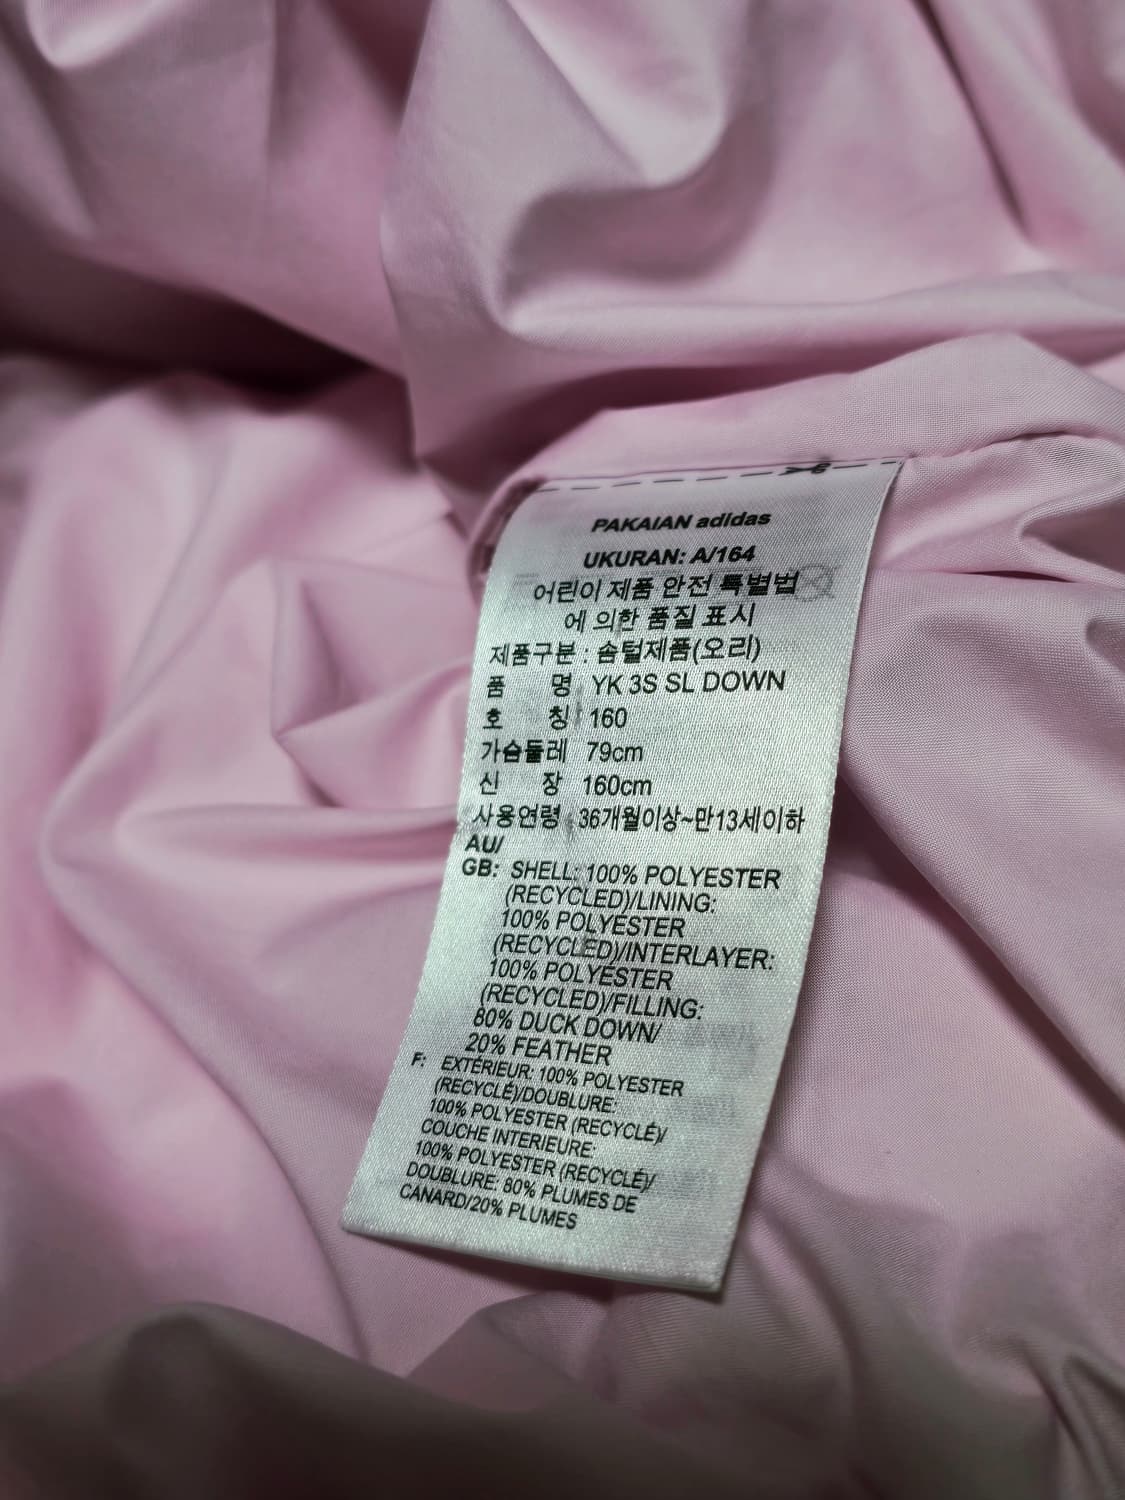 PAKAIAN adidas
UKURAN: A/164
어린이 제품 안전 특별법
에 의한 품질 표시
제품구분 : 솜털제품(오리)
품 명 YK 3S SL DOWN
호 칭 160
가슴둘레 79cm
신 장 160cm
사용연령 36개월이상~만13세이하
AU/
GB: SHELL: 100% POLYESTER
(RECYCLED)/LINING:
100% POLYESTER
(RECYCLED)/INTERLAYER:
100% POLYESTER
(RECYCLED)/FILLING:
80% DUCK DOWN/
20% FEATHER
F: EXTÉRIEUR: 100% POLYESTER
(RECYCLÉ)/DOUBLURE:
100% POLYESTER (RECYCLÉ)/
COUCHE INTERIEURE:
100% POLYESTER (RECYCLÉ)/
DOUBLURE: 80% PLUMES DE
CANARD/20% PLUMES